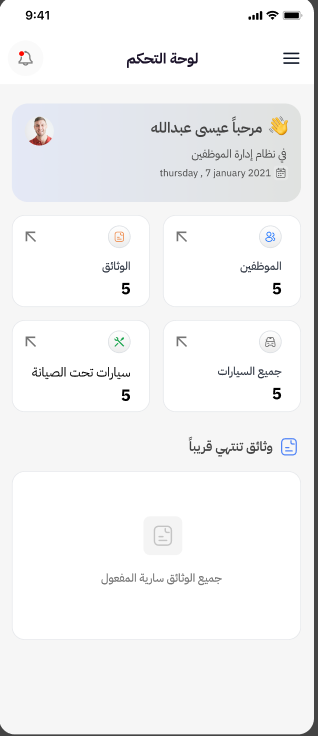 9:41
لوحة التحكم
مرحباً عيسى عبدالله
في نظام إدارة الموظفين
thursday , 7 january 2021
الموظفين
5
الوثائق
5
جميع السيارات
5
سيارات تحت الصيانة
5
وثائق تنتهي قريباً
جميع الوثائق سارية المفعول